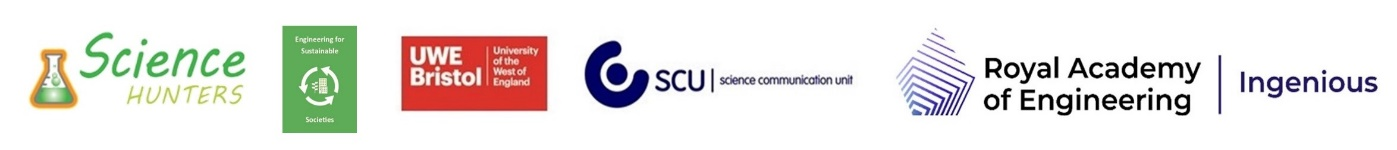 Science
HUNTERS
Engineering for
Sustainable
Societies
UWE
Bristol
University
of the
West of
England
SCU
science communication unit
Royal Academy
of Engineering
Ingenious